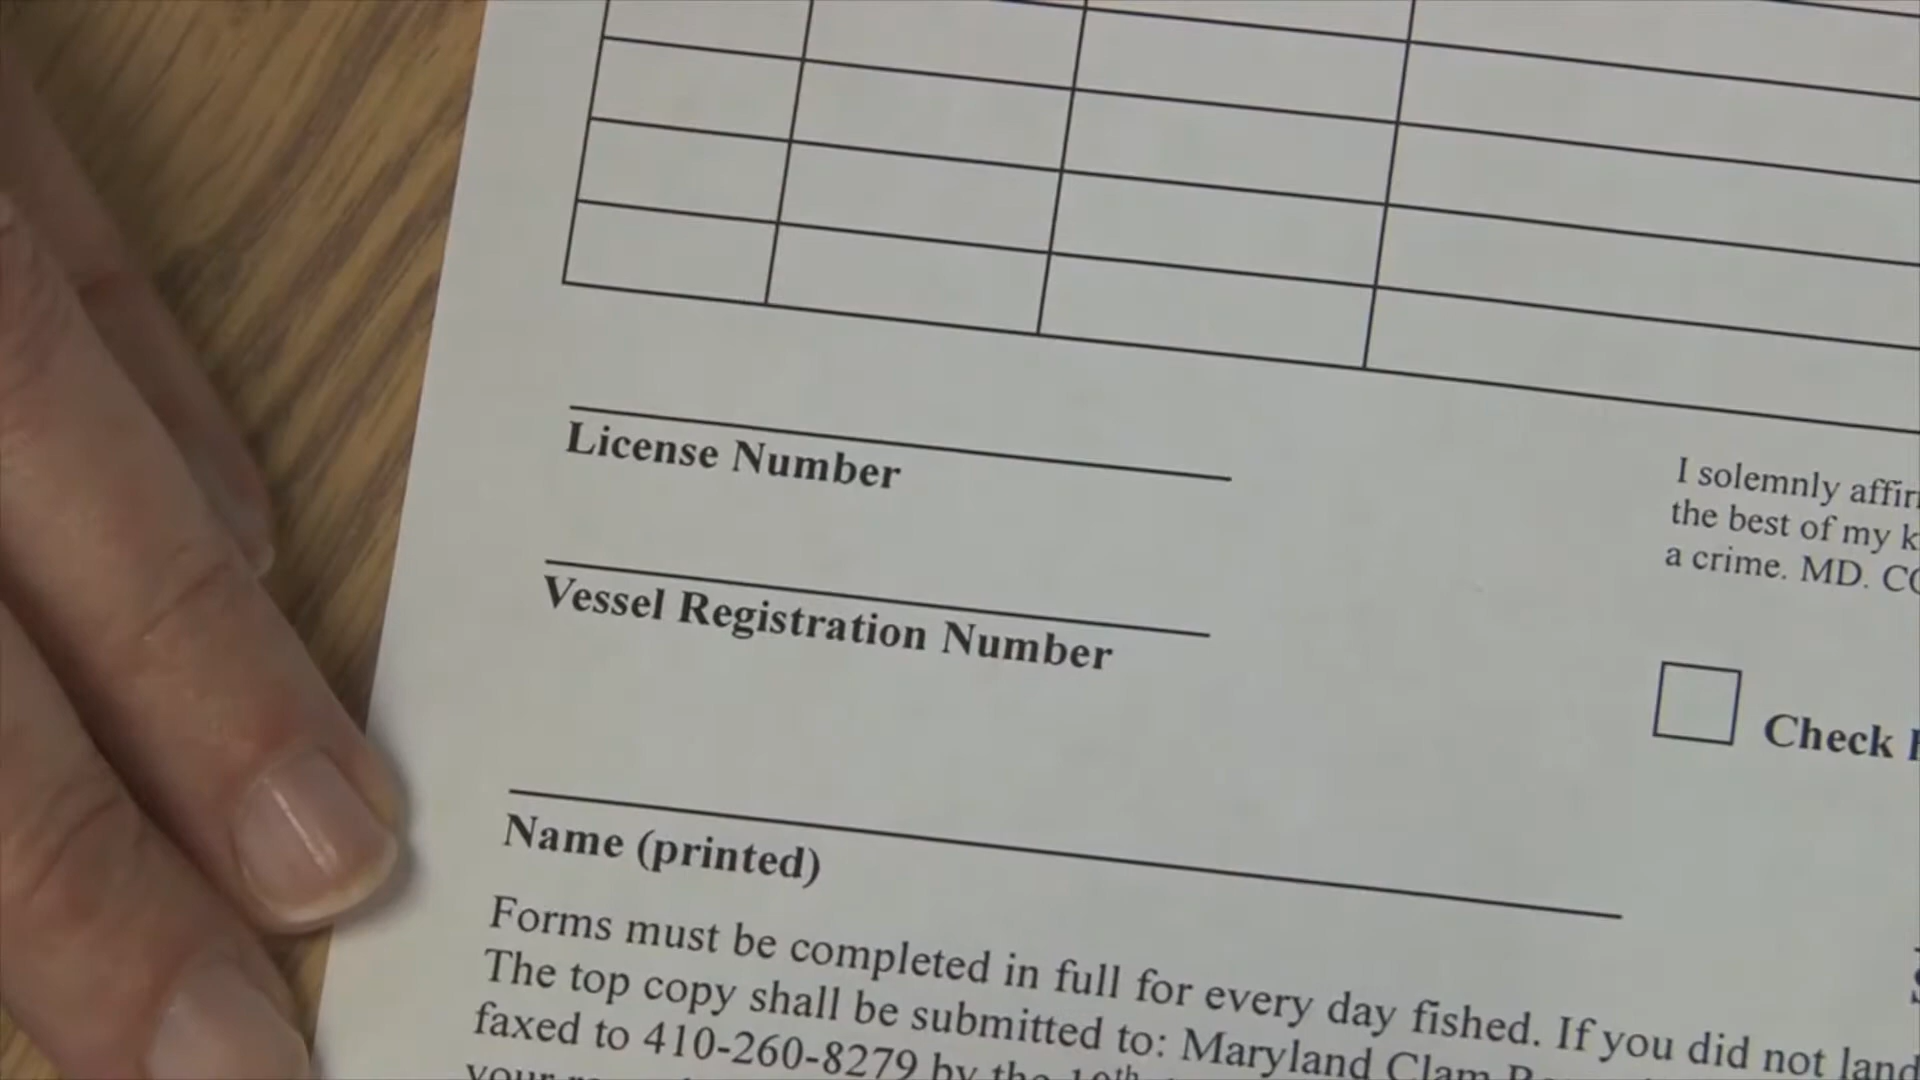 License Number
I solemnly
the best of my
a crime. MD.
Vessel Registration Number
Check
Name (printed)
Forms must be completed in full for every day fished. If you did not land
The top copy shall be submitted to: Maryland Clam
faxed to 410-260-8279 by the 10th
your